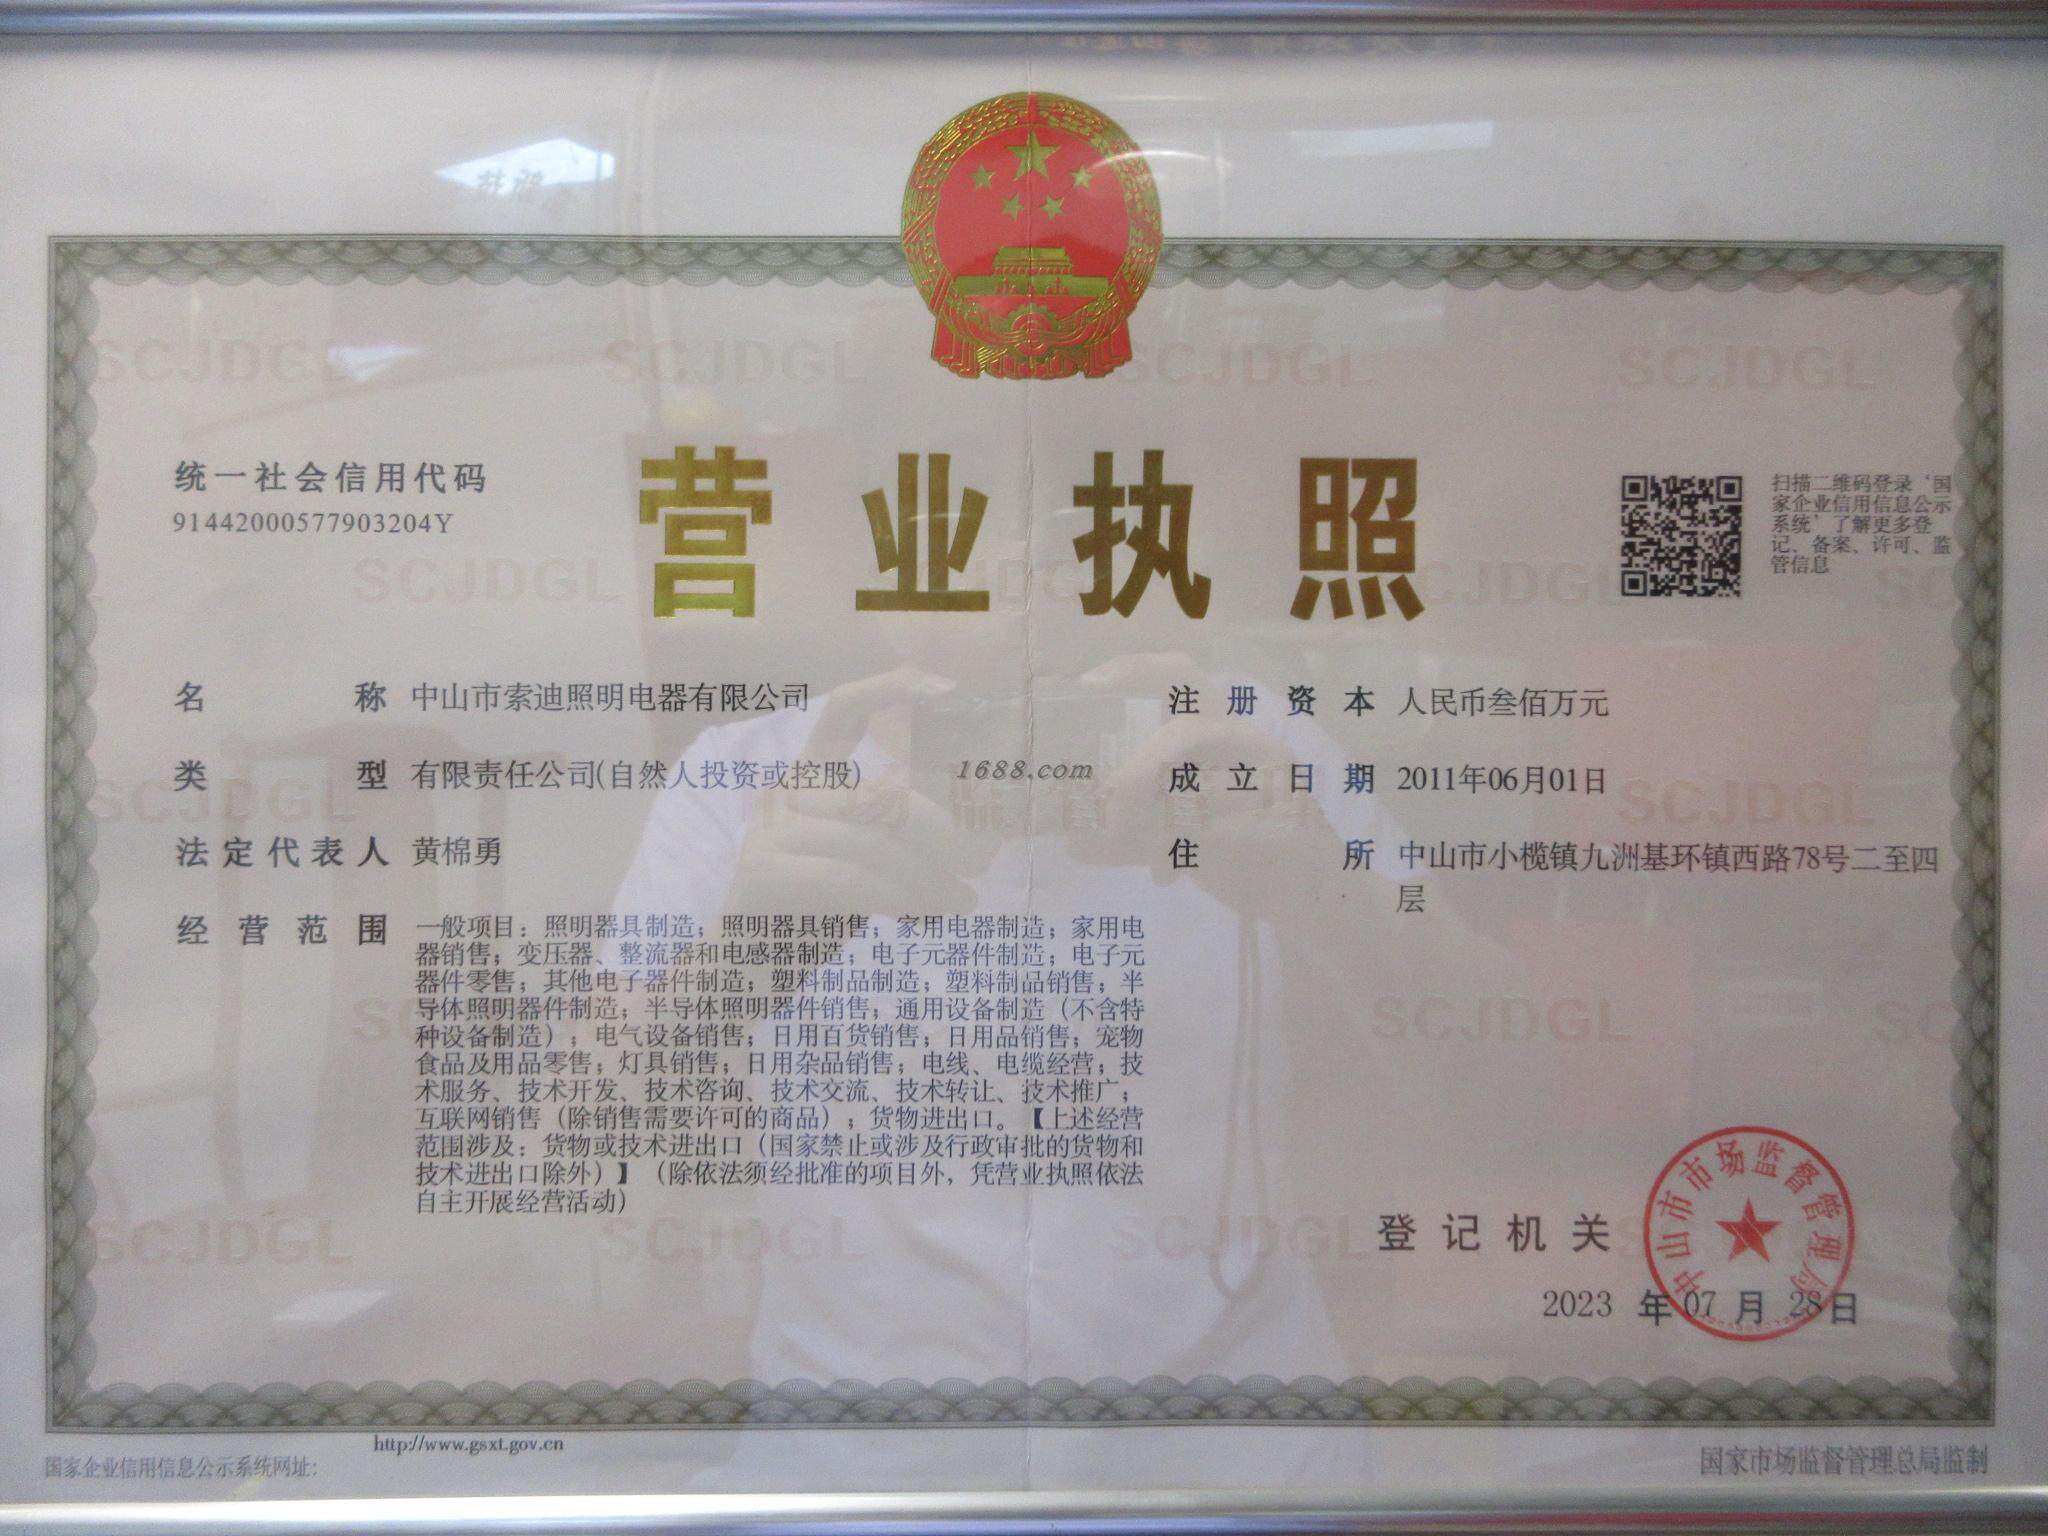 统一社会信用代码
91442000577903204Y
营业执照
扫描二维码登录‘国
家企业信用信息公示
系统’了解更多登
记、备案、许可、监
管信息
名称 中山市索迪照明电器有限公司
类型 有限责任公司(自然人投资或控股)
法定代表人 黄棉勇
经营范围 一般项目：照明器具制造；照明器具销售；家用电器制造；家用电
器销售；变压器、整流器和电感器制造；电子元器件制造；电子元
器件零售；其他电子器件制造；塑料制品制造；塑料制品销售；半
导体照明器件制造；半导体照明器件销售；通用设备制造（不含特
种设备制造）；电气设备销售；日用百货销售；日用品销售；宠物
食品及用品零售；灯具销售；日用杂品销售；电线、电缆经营；技
术服务、技术开发、技术咨询、技术交流、技术转让、技术推广；
互联网销售（除销售需要许可的商品）；货物进出口。【上述经营
范围涉及：货物或技术进出口（国家禁止或涉及行政审批的货物和
技术进出口除外）】（除依法须经批准的项目外，凭营业执照依法
自主开展经营活动）
1688.com
注册资本 人民币叁佰万元
成立日期 2011年06月01日
住所 中山市小榄镇九洲基环镇西路78号二至四
层
登记机关
中山市市场监督管理局
2023年07月28日
http://www.gsxt.gov.cn
国家企业信用信息公示系统网址:
国家市场监督管理总局监制
SCJDGL
SCJDGL
SCJDGL
SCJDGL
SCJDGL
SCJDGL
SCJDGL
SCJDGL
SCJDGL
SCJDGL
SCJDGL